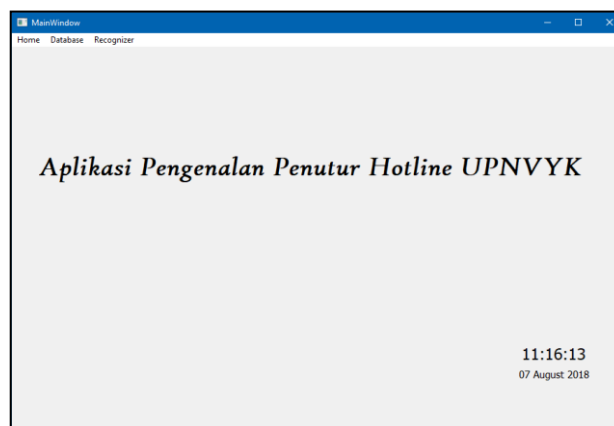 MainWindow
Home Database Recognizer
Aplikasi Pengenalan Penutur Hotline UPNVYK
11:16:13
07 August 2018